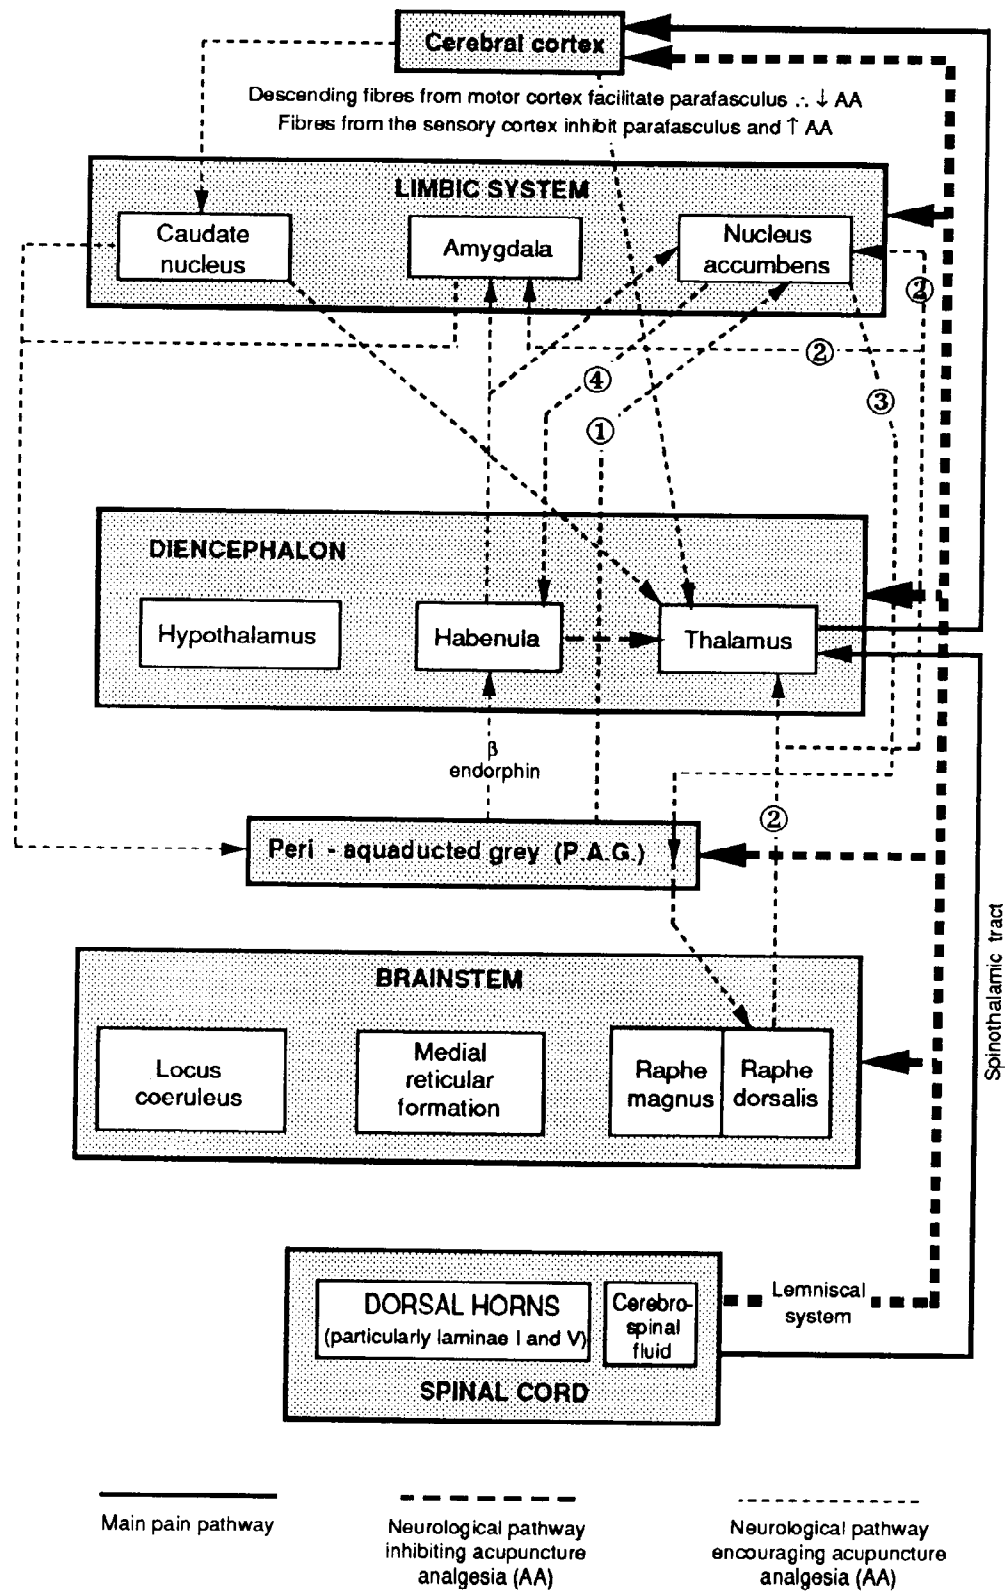 Cerebral cortex
Descending fibres from motor cortex facilitate parafasculus ∴ ↓ AA
Fibres from the sensory cortex inhibit parafasculus and ↑ AA
LIMBIC SYSTEM
Caudate
nucleus
Amygdala
Nucleus
accumbens
②
②
④
③
①
DIENCEPHALON
Hypothalamus
Habenula
Thalamus
β
endorphin
②
Peri - aquaducted grey (P.A.G.)
BRAINSTEM
Locus
coeruleus
Medial
reticular
formation
Raphe
magnus
Raphe
dorsalis
Spinothalamic tract
DORSAL HORNS
(particularly laminae I and V)
Cerebro-
spinal
fluid
Lemniscal
system
SPINAL CORD
Main pain pathway
Neurological pathway
inhibiting acupuncture
analgesia (AA)
Neurological pathway
encouraging acupuncture
analgesia (AA)